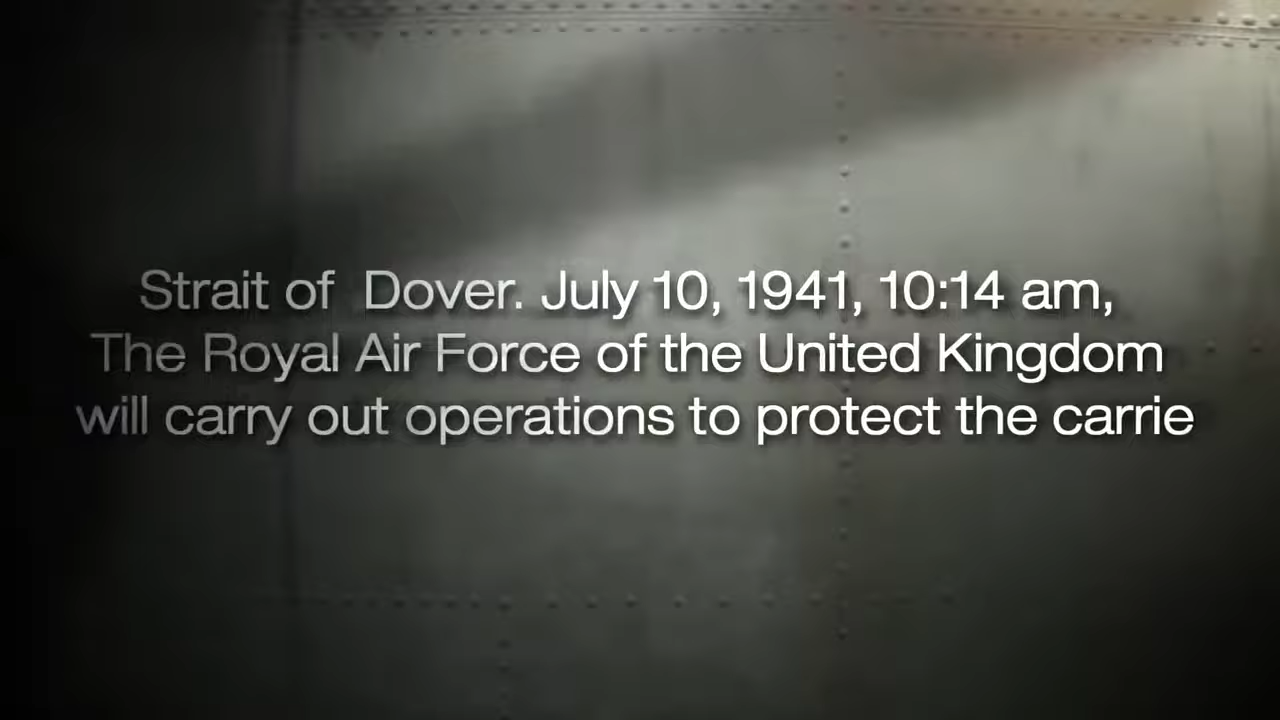 Strait of  Dover. July 10, 1941, 10:14 am,
The Royal Air Force of the United Kingdom
will carry out operations to protect the carrie